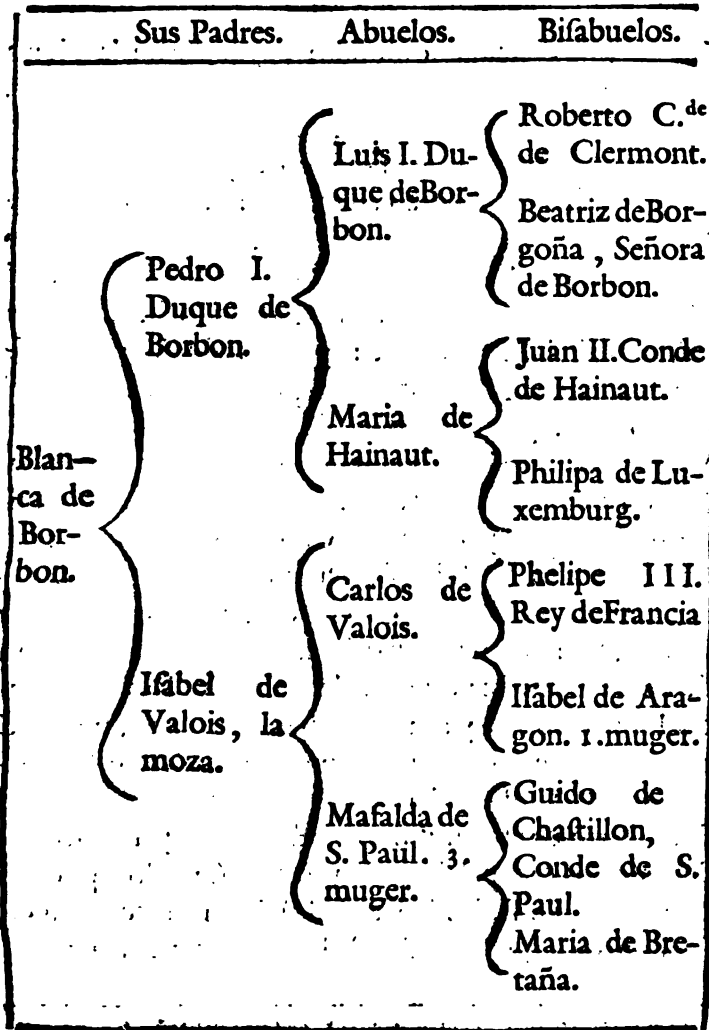 Sus Padres. Abuelos. Bisabuelos.
Blan-
ca de
Bor-
bon.
Pedro I.
Duque de
Borbon.
Isabel de
Valois, la
moza.
Luis I. Du-
que deBor-
bon.
Maria de
Hainaut.
Carlos de
Valois.
Mafalda de
S. Paul. 3.
muger.
Roberto C.de
de Clermont.
Beatriz deBor-
goña, Señora
de Borbon.
Juan II.Conde
de Hainaut.
Philipa de Lu-
xemburg.
Phelipe III.
Rey deFrancia
Isabel de Ara-
gon. 1.muger.
Guido de
Chastillon,
Conde de S.
Paul.
Maria de Bre-
taña.